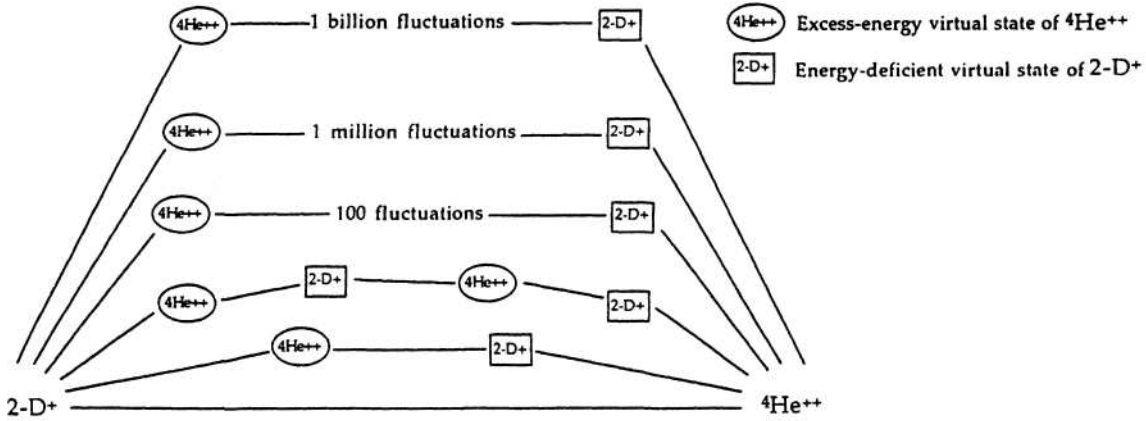 4He++ 1 billion fluctuations 2-D+
4He++ Excess-energy virtual state of ⁴He++
2-D+ Energy-deficient virtual state of 2-D+
4He++ 1 million fluctuations 2-D+
4He++ 100 fluctuations 2-D+
4He++ 2-D+ 4He++ 2-D+
4He++ 2-D+
2-D+ ⁴He++